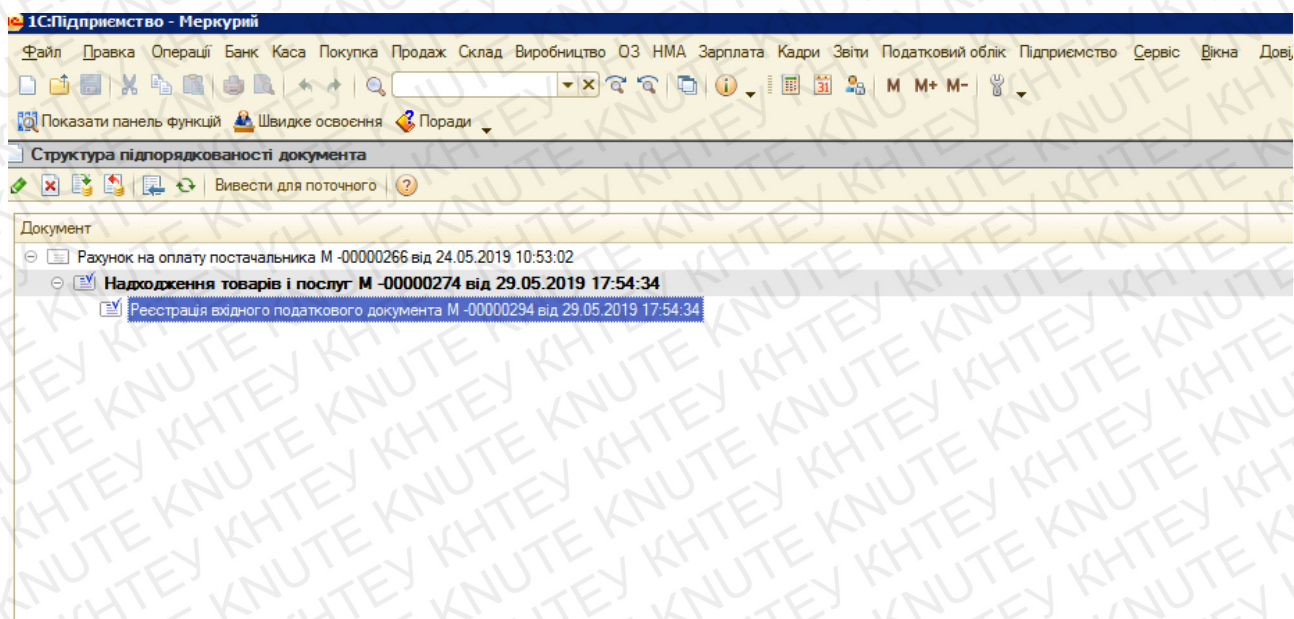 1С:Підприємство - Меркурий
Файл Правка Операції Банк Каса Покупка Продаж Склад Виробництво ОЗ НМА Зарплата Кадри Звіти Податковий облік Підприємство Сервіс Вікна
M M+ M-
Показати панель функцій Швидке освоєння Поради
Структура підпорядкованості документа
Вивести для поточного
Документ
Рахунок на оплату постачальника М -00000266 від 24.05.2019 10:53:02
Надходження товарів і послуг М -00000274 від 29.05.2019 17:54:34
Реєстрація вхідного податкового документа М -00000294 від 29.05.2019 17:54:34